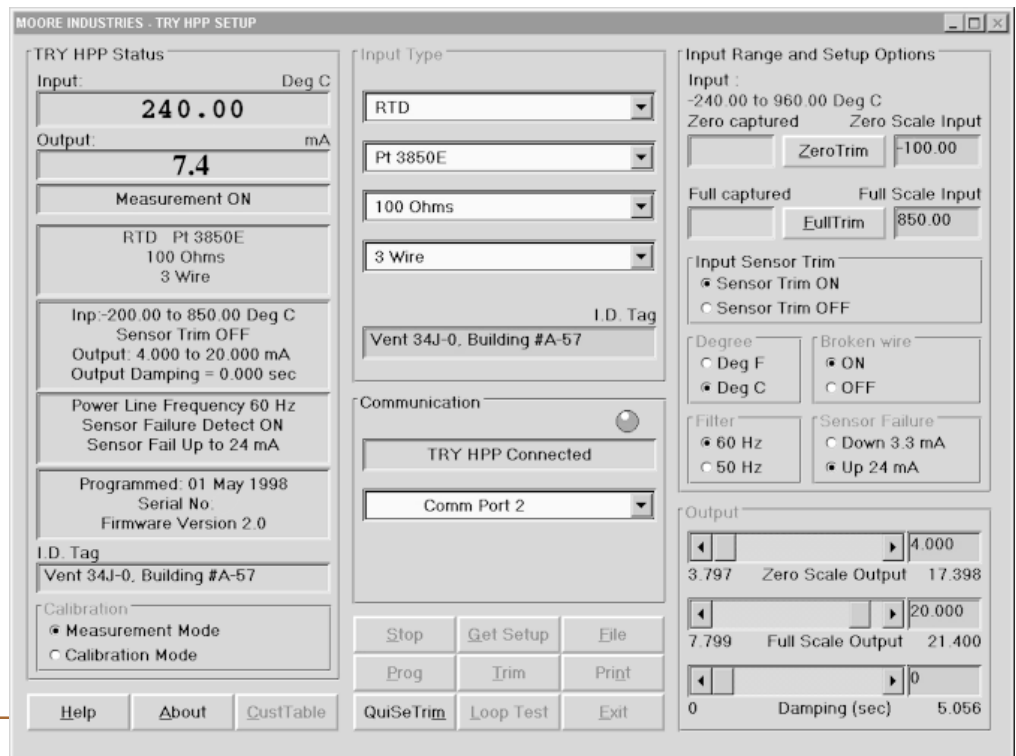 MOORE INDUSTRIES - TRY HPP SETUP
TRY HPP Status
Input: Deg C
240.00
Output: mA
7.4
Measurement ON
RTD Pt 3850E
100 Ohms
3 Wire
Inp:-200.00 to 850.00 Deg C
Sensor Trim OFF
Output: 4.000 to 20.000 mA
Output Damping = 0.000 sec
Power Line Frequency 60 Hz
Sensor Failure Detect ON
Sensor Fail Up to 24 mA
Programmed: 01 May 1998
Serial No:
Firmware Version 2.0
I.D. Tag
Vent 34J-0, Building #A-57
Calibration
Measurement Mode
Calibration Mode
Help About CustTable
Input Type
RTD
Pt 3850E
100 Ohms
3 Wire
I.D. Tag
Vent 34J-0, Building #A-57
Communication
TRY HPP Connected
Comm Port 2
Stop Get Setup File
Prog Trim Print
QuiSeTrim Loop Test Exit
Input Range and Setup Options
Input :
-240.00 to 960.00 Deg C
Zero captured Zero Scale Input
ZeroTrim -100.00
Full captured Full Scale Input
FullTrim 850.00
Input Sensor Trim
Sensor Trim ON
Sensor Trim OFF
Degree Broken wire
Deg F ON
Deg C OFF
Filter Sensor Failure
60 Hz Down 3.3 mA
50 Hz Up 24 mA
Output
4.000
3.797 Zero Scale Output 17.398
20.000
7.799 Full Scale Output 21.400
0
0 Damping (sec) 5.056